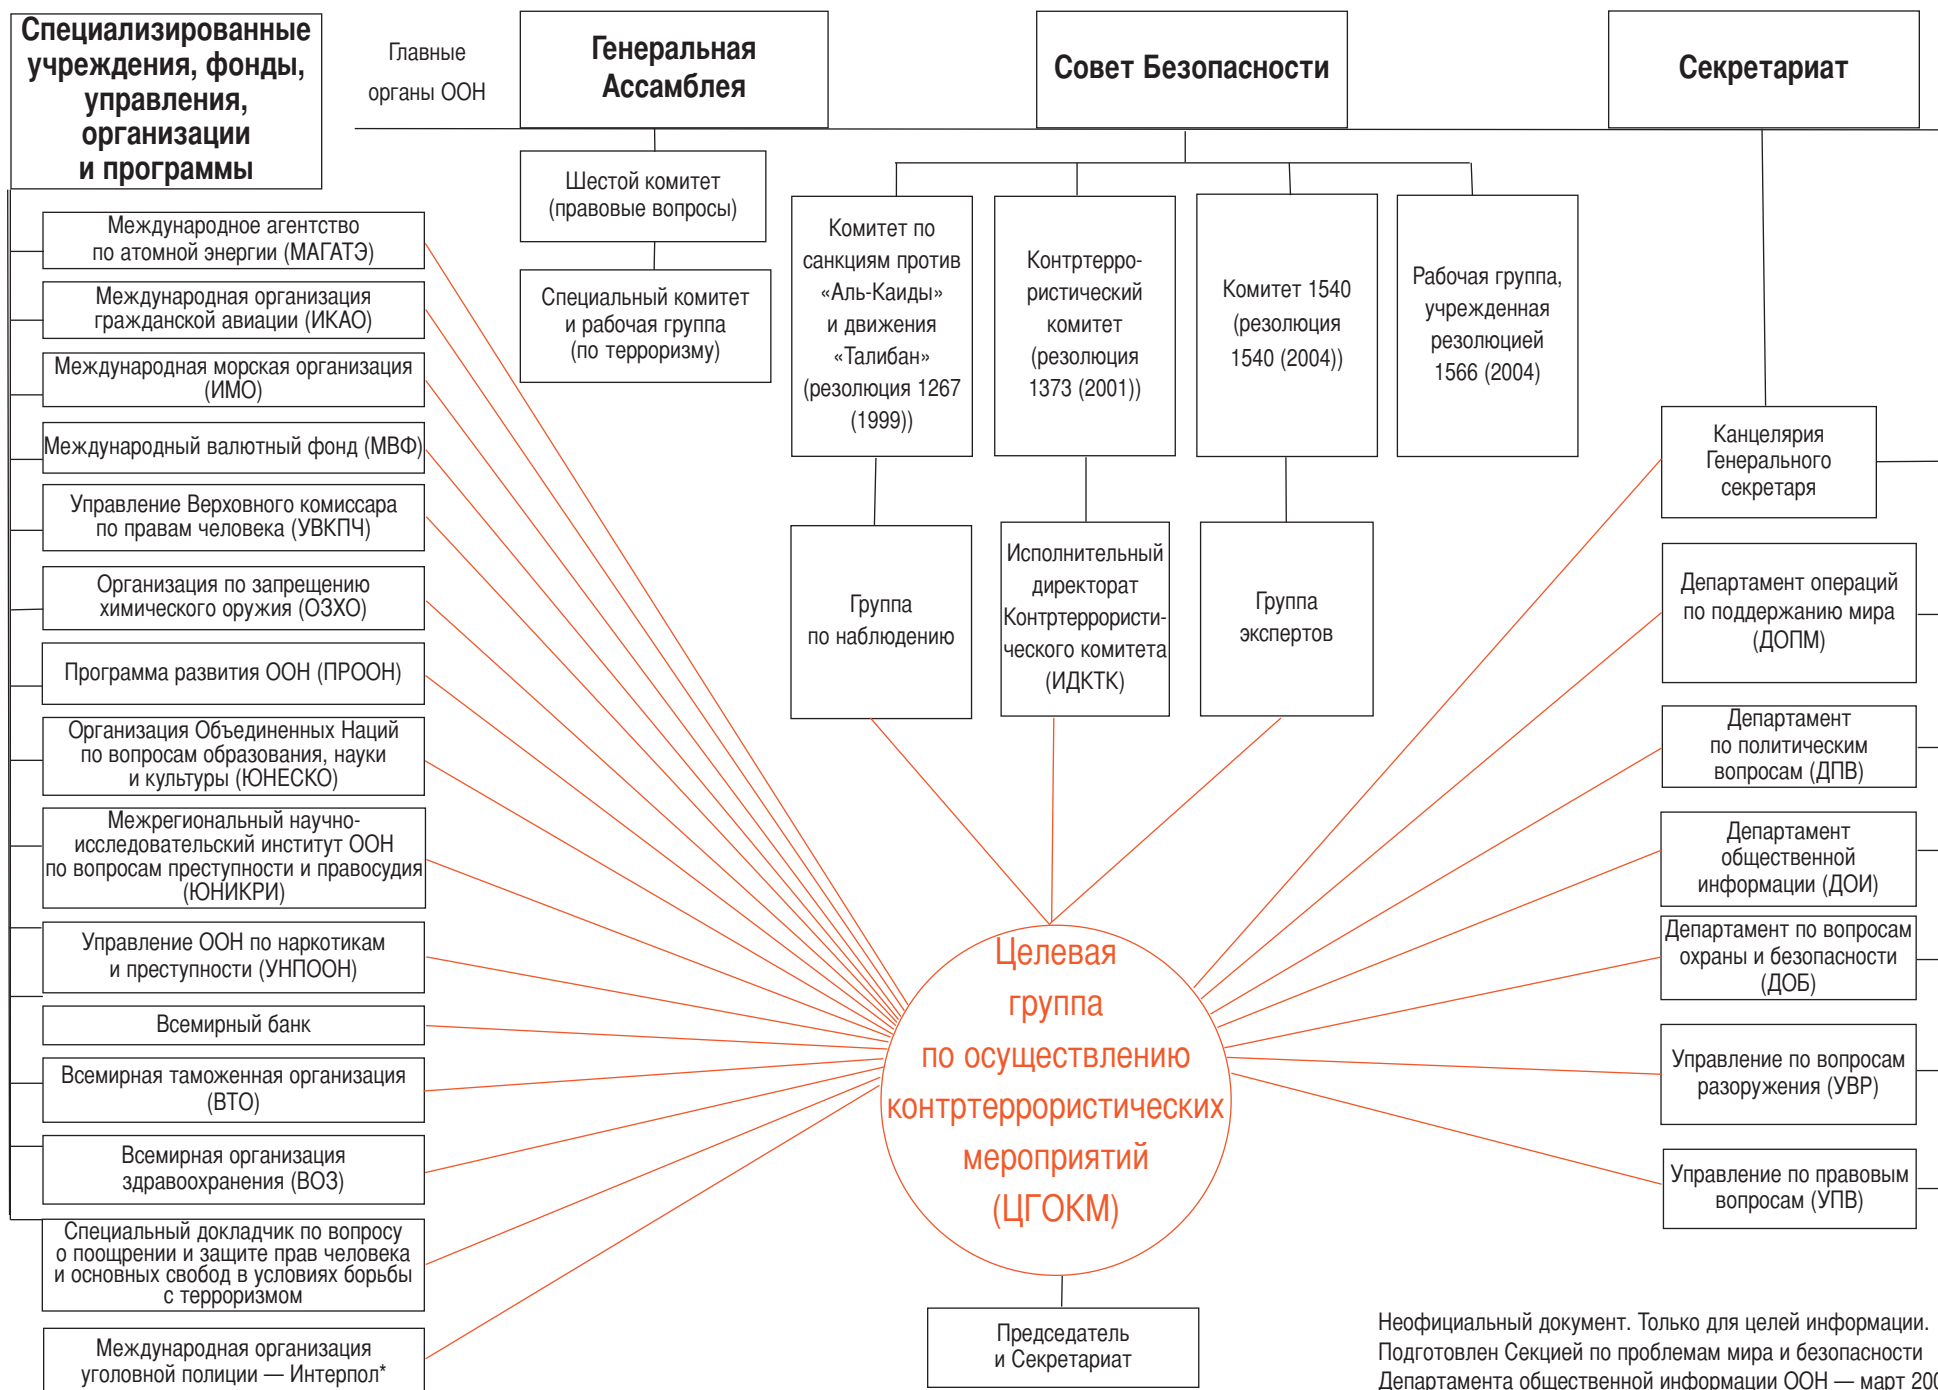 Специализированные
учреждения, фонды,
управления,
организации
и программы
Главные
органы ООН
Генеральная
Ассамблея
Совет Безопасности
Секретариат
Международное агентство
по атомной энергии (МАГАТЭ)
Международная организация
гражданской авиации (ИКАО)
Международная морская организация
(ИМО)
Международный валютный фонд (МВФ)
Управление Верховного комиссара
по правам человека (УВКПЧ)
Организация по запрещению
химического оружия (ОЗХО)
Программа развития ООН (ПРООН)
Организация Объединенных Наций
по вопросам образования, науки
и культуры (ЮНЕСКО)
Межрегиональный научно-
исследовательский институт ООН
по вопросам преступности и правосудия
(ЮНИКРИ)
Управление ООН по наркотикам
и преступности (УНПООН)
Всемирный банк
Всемирная таможенная организация
(ВТО)
Всемирная организация
здравоохранения (ВОЗ)
Специальный докладчик по вопросу
о поощрении и защите прав человека
и основных свобод в условиях борьбы
с терроризмом
Международная организация
уголовной полиции — Интерпол*
Шестой комитет
(правовые вопросы)
Специальный комитет
и рабочая группа
(по терроризму)
Комитет по
санкциям против
«Аль-Каиды»
и движения
«Талибан»
(резолюция 1267
(1999))
Контртерро-
ристический
комитет
(резолюция
1373 (2001))
Комитет 1540
(резолюция
1540 (2004))
Рабочая группа,
учрежденная
резолюцией
1566 (2004)
Группа
по наблюдению
Исполнительный
директорат
Контртеррористи-
ческого комитета
(ИДКТК)
Группа
экспертов
Канцелярия
Генерального
секретаря
Департамент операций
по поддержанию мира
(ДОПМ)
Департамент
по политическим
вопросам (ДПВ)
Департамент
общественной
информации (ДОИ)
Департамент по вопросам
охраны и безопасности
(ДОБ)
Управление по вопросам
разоружения (УВР)
Управление по правовым
вопросам (УПВ)
Целевая
группа
по осуществлению
контртеррористических
мероприятий
(ЦГОКМ)
Председатель
и Секретариат
Неофициальный документ. Только для целей информации.
Подготовлен Секцией по проблемам мира и безопасности
Департамента общественной информации ООН — март